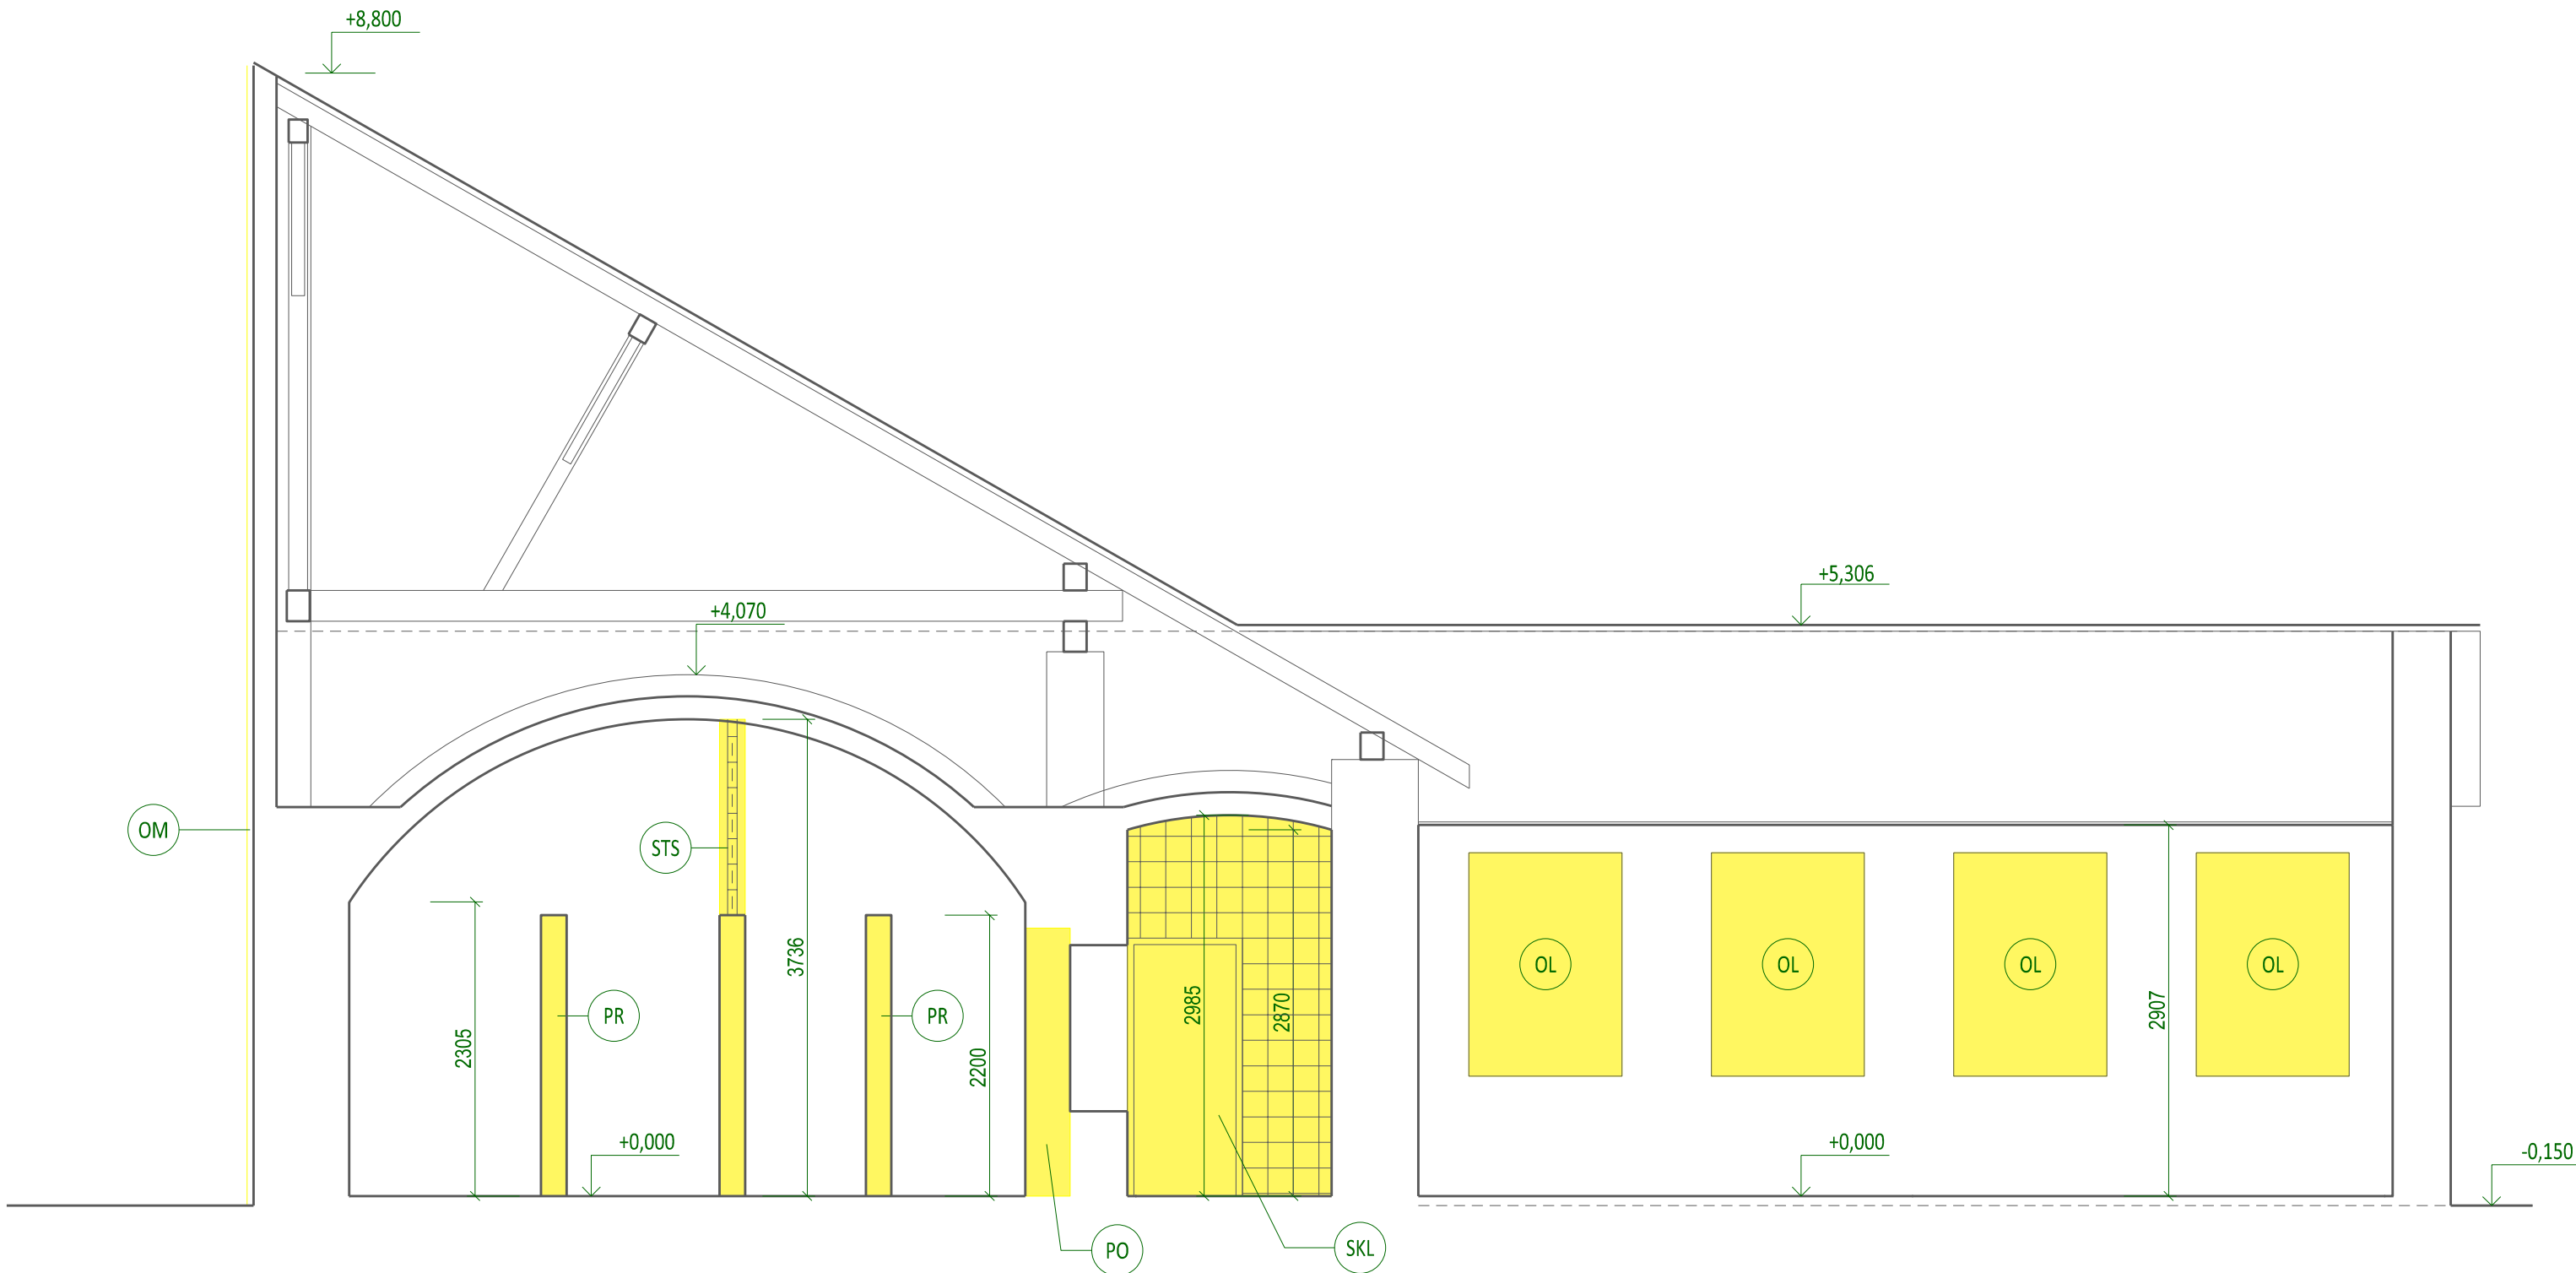 +8,800
+5,306
+4,070
OM
STS
OL
OL
OL
OL
PR
PR
2305
3736
2200
2985
2870
2907
+0,000
+0,000
-0,150
PO
SKL